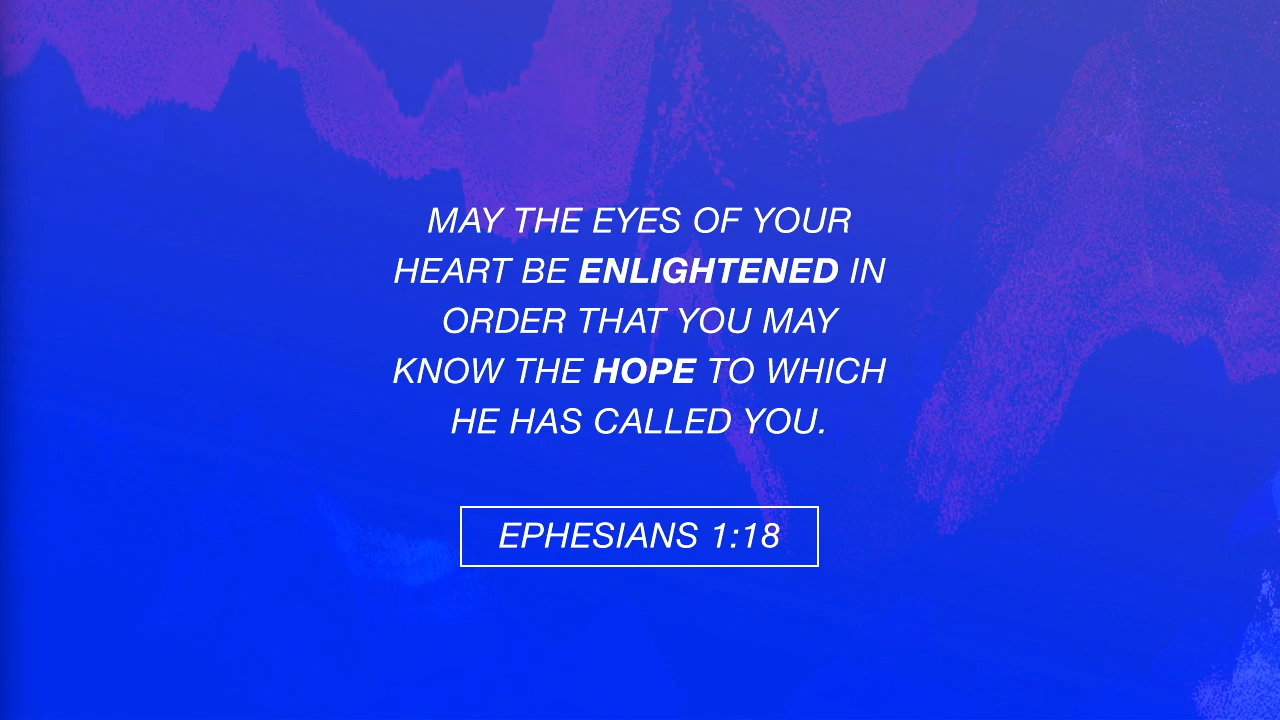 MAY THE EYES OF YOUR
HEART BE ENLIGHTENED IN
ORDER THAT YOU MAY
KNOW THE HOPE TO WHICH
HE HAS CALLED YOU.
EPHESIANS 1:18